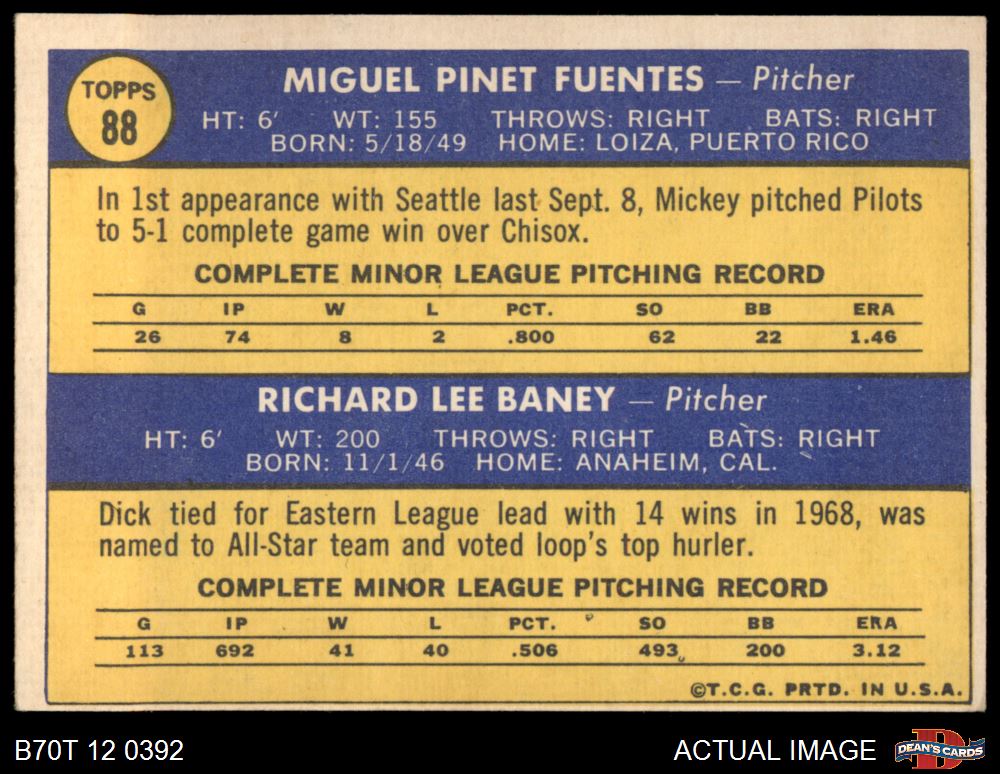 TOPPS
88
MIGUEL PINET FUENTES — Pitcher
HT: 6' WT: 155 THROWS: RIGHT BATS: RIGHT
BORN: 5/18/49 HOME: LOIZA, PUERTO RICO
In 1st appearance with Seattle last Sept. 8, Mickey pitched Pilots
to 5-1 complete game win over Chisox.
COMPLETE MINOR LEAGUE PITCHING RECORD
G IP W L PCT. SO BB ERA
26 74 8 2 .800 62 22 1.46
RICHARD LEE BANEY — Pitcher
HT: 6' WT: 200 THROWS: RIGHT BATS: RIGHT
BORN: 11/1/46 HOME: ANAHEIM, CAL.
Dick tied for Eastern League lead with 14 wins in 1968, was
named to All-Star team and voted loop's top hurler.
COMPLETE MINOR LEAGUE PITCHING RECORD
G IP W L PCT. SO BB ERA
113 692 41 40 .506 493 200 3.12
©T.C.G. PRTD. IN U.S.A.
B70T 12 0392 ACTUAL IMAGE DEAN'S CARDS